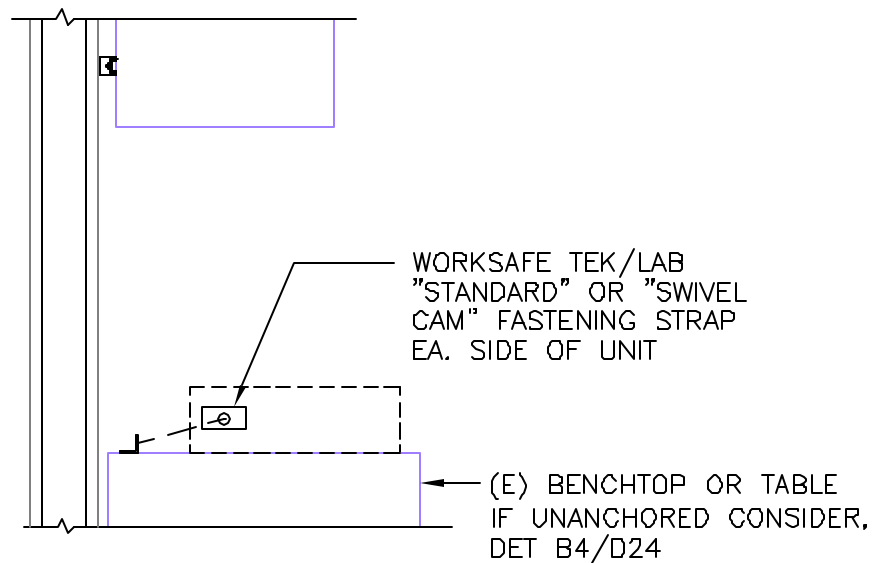 WORKSAFE TEK/LAB
"STANDARD" OR "SWIVEL
CAM" FASTENING STRAP
EA. SIDE OF UNIT
(E) BENCHTOP OR TABLE
IF UNANCHORED CONSIDER,
DET B4/D24